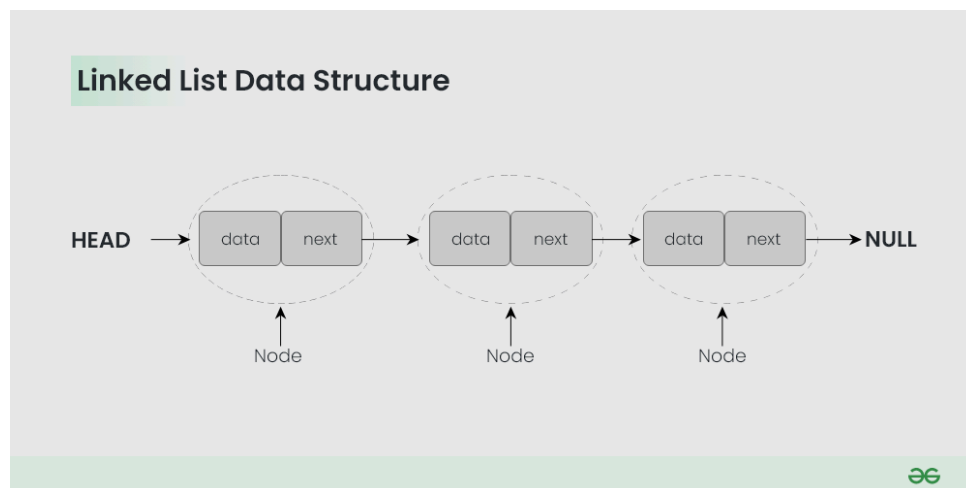 Linked List Data Structure
HEAD data next data next data next NULL
Node Node Node